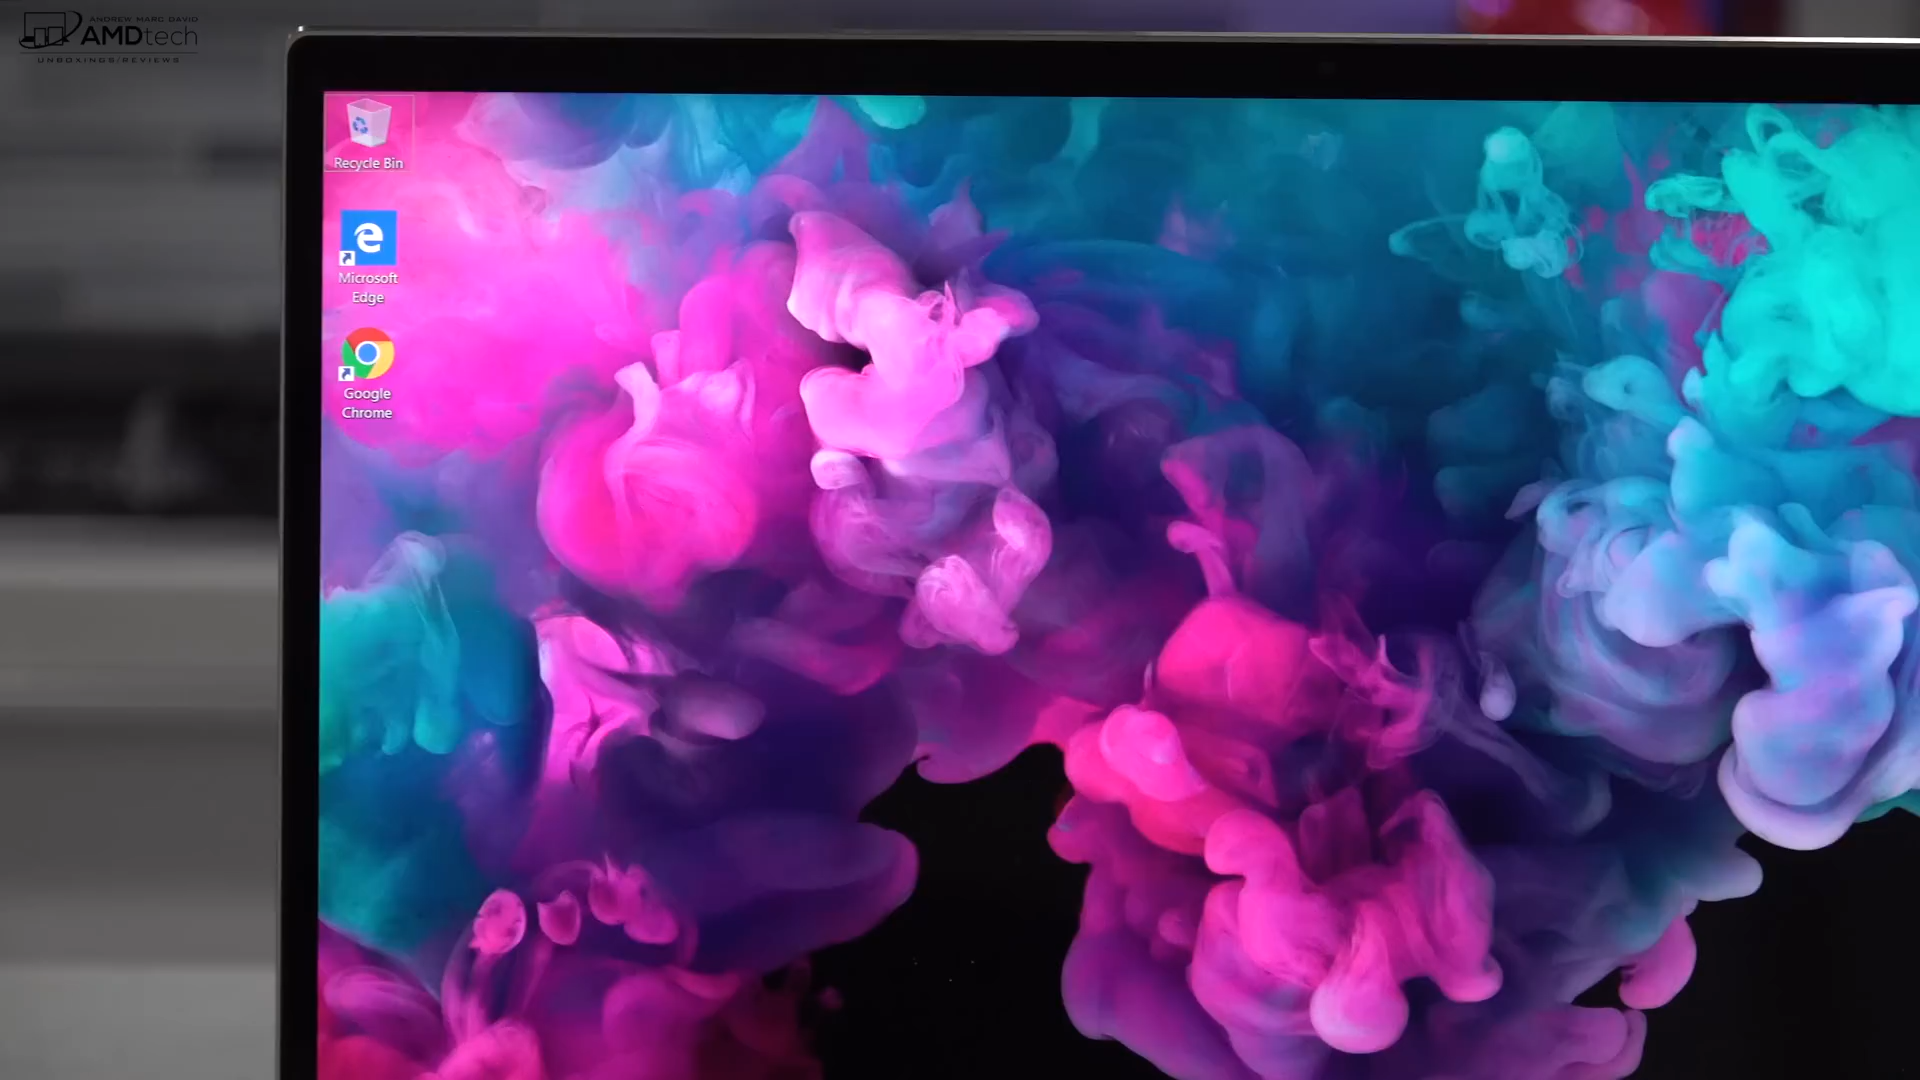 ANDREW MARC DAVID
AMDtech
UNBOXINGS/REVIEWS
Recycle Bin
Microsoft
Edge
Google
Chrome